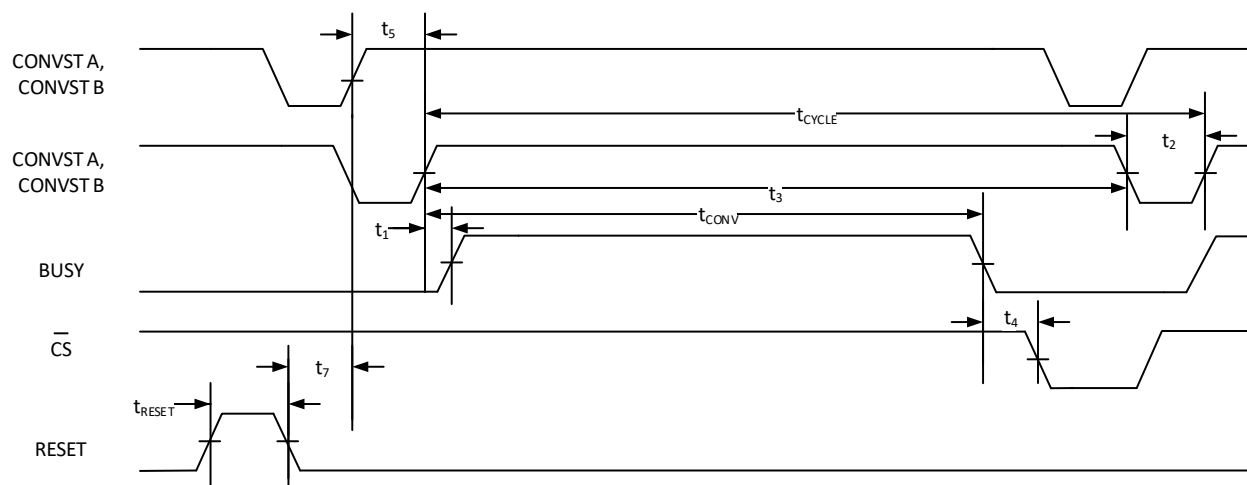 t5
CONVST A,
CONVST B
tCYCLE
t2
CONVST A,
CONVST B
t3
tCONV
t1
BUSY
t4
CS
t7
tRESET
RESET